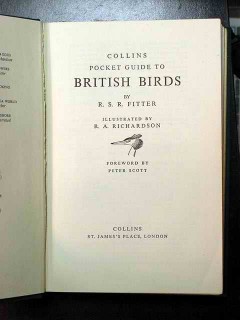 COLLINS
POCKET GUIDE TO
BRITISH BIRDS
BY
R. S. R. FITTER
ILLUSTRATED BY
R. A. RICHARDSON
FOREWORD BY
PETER SCOTT
COLLINS
ST. JAMES'S PLACE, LONDON